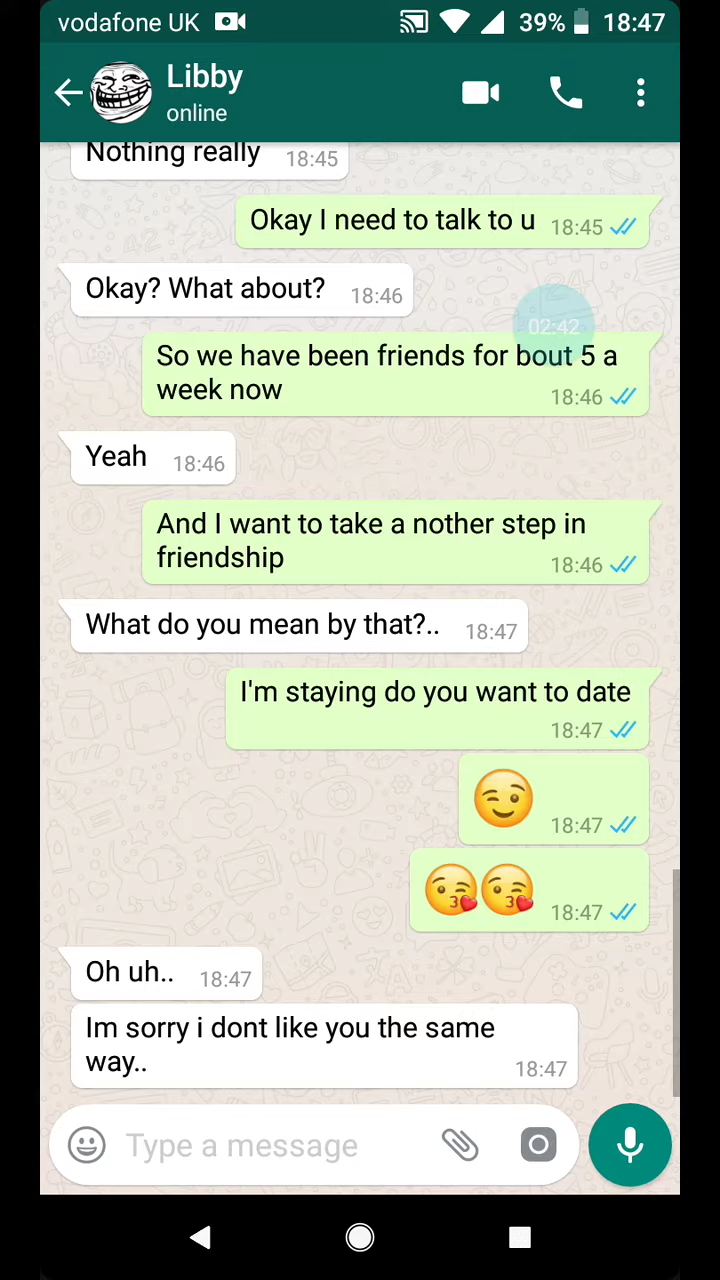 vodafone UK 39% 18:47
Libby
online
Nothing really 18:45
Okay I need to talk to u 18:45
Okay? What about? 18:46
02:42
So we have been friends for bout 5 a
week now 18:46
Yeah 18:46
And I want to take a nother step in
friendship 18:46
What do you mean by that?.. 18:47
I'm staying do you want to date
18:47
18:47
18:47
Oh uh.. 18:47
Im sorry i dont like you the same
way.. 18:47
Type a message